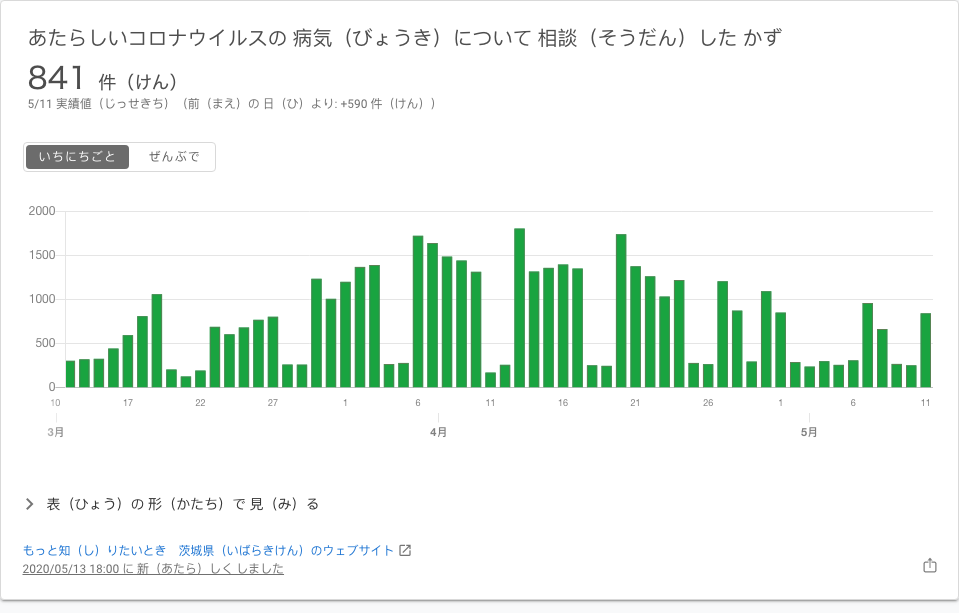 あたらしいコロナウイルスの 病気（びょうき）について 相談（そうだん）した かず
841 件（けん）
5/11 実績値（じっせきち）（前（まえ）の 日（ひ）より: +590 件（けん））
いちにちごと ぜんぶで
2000
1500
1000
500
0
10 17 22 27 1 6 11 16 21 26 1 6 11
3月 4月 5月
表（ひょう）の 形（かたち）で 見（み）る
もっと知（し）りたいとき　茨城県（いばらきけん）のウェブサイト
2020/05/13 18:00 に 新（あたら）しく しました